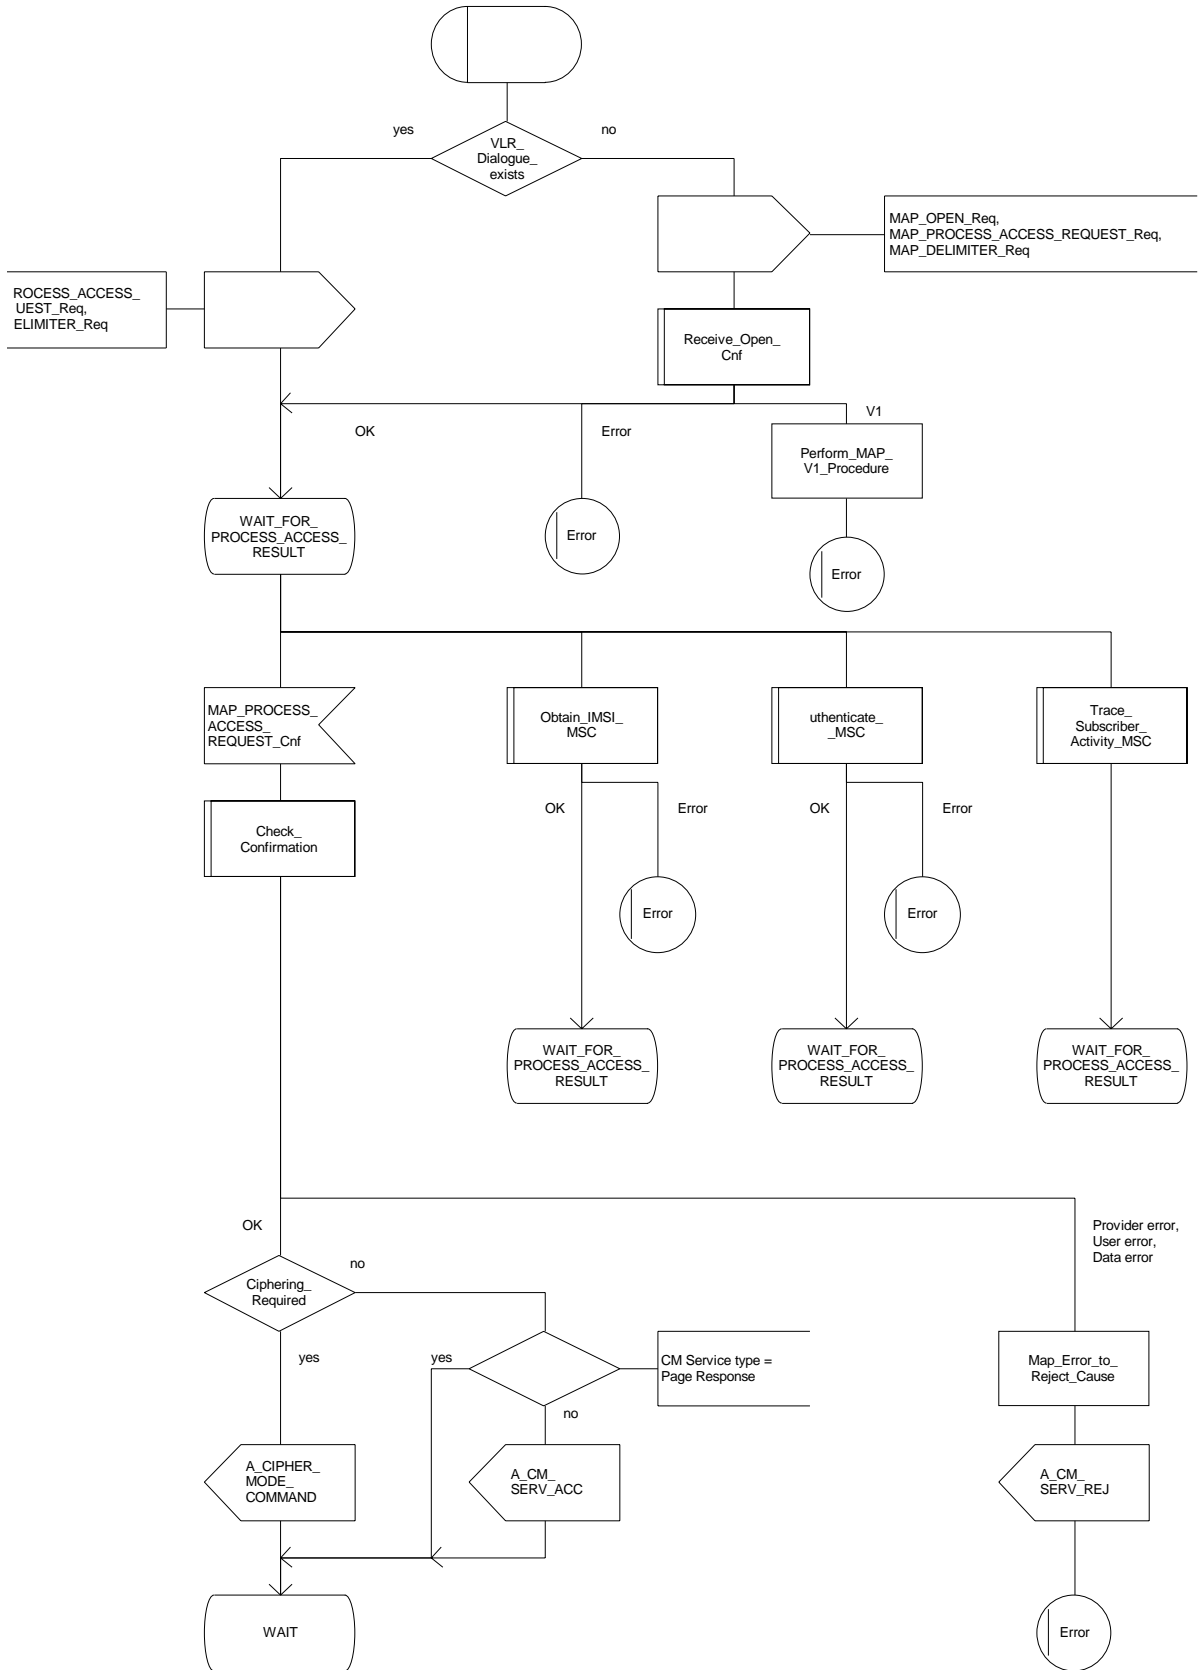 yes
no
VLR_
Dialogue_
exists
MAP_OPEN_Req,
MAP_PROCESS_ACCESS_REQUEST_Req,
MAP_DELIMITER_Req
ROCESS_ACCESS_
UEST_Req,
ELIMITER_Req
Receive_Open_
Cnf
OK
Error
V1
Perform_MAP_
V1_Procedure
WAIT_FOR_
PROCESS_ACCESS_
RESULT
Error
Error
MAP_PROCESS_
ACCESS_
REQUEST_Cnf
Obtain_IMSI_
MSC
uthenticate_
_MSC
Trace_
Subscriber_
Activity_MSC
OK
Error
OK
Error
Check_
Confirmation
Error
Error
WAIT_FOR_
PROCESS_ACCESS_
RESULT
WAIT_FOR_
PROCESS_ACCESS_
RESULT
WAIT_FOR_
PROCESS_ACCESS_
RESULT
OK
Provider error,
User error,
Data error
no
Ciphering_
Required
yes
yes
CM Service type =
Page Response
Map_Error_to_
Reject_Cause
no
A_CIPHER_
MODE_
COMMAND
A_CM_
SERV_ACC
A_CM_
SERV_REJ
WAIT
Error